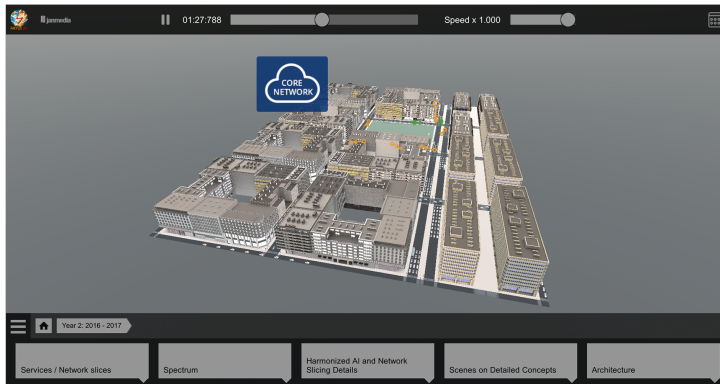 janmedia
01:27:788
Speed x 1.000
CORE
NETWORK
Year 2: 2016 - 2017
Services / Network slices
Spectrum
Harmonized AI and Network
Slicing Details
Scenes on Detailed Concepts
Architecture